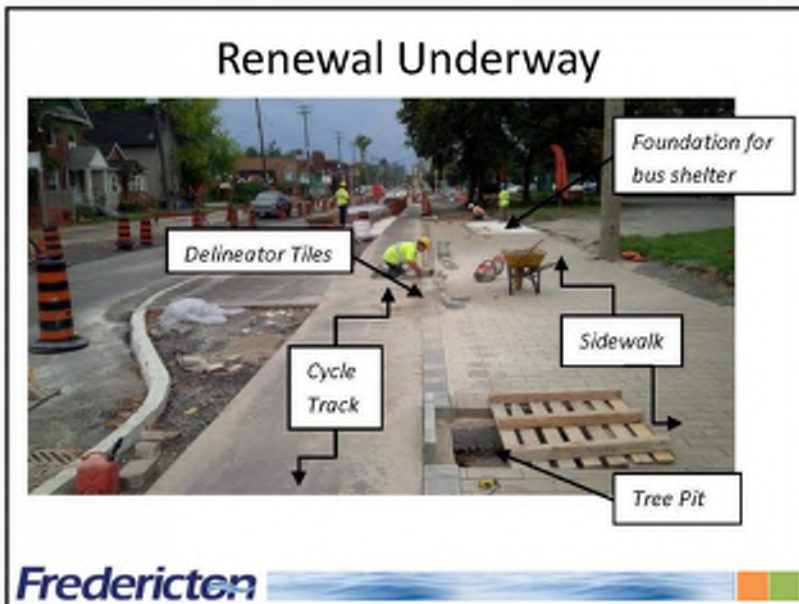 Renewal Underway
Foundation for
bus shelter
Delineator Tiles
Sidewalk
Cycle
Track
Tree Pit
Fredericton